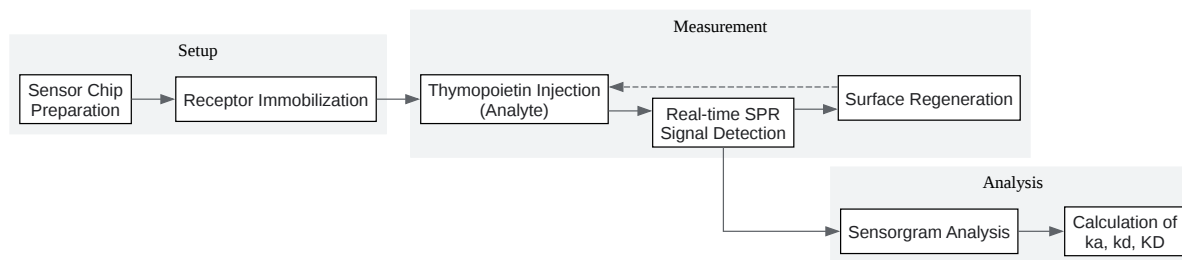 Setup
Sensor Chip
Preparation
Receptor Immobilization
Measurement
Thymopoietin Injection
(Analyte)
Real-time SPR
Signal Detection
Surface Regeneration
Analysis
Sensorgram Analysis
Calculation of
ka, kd, KD